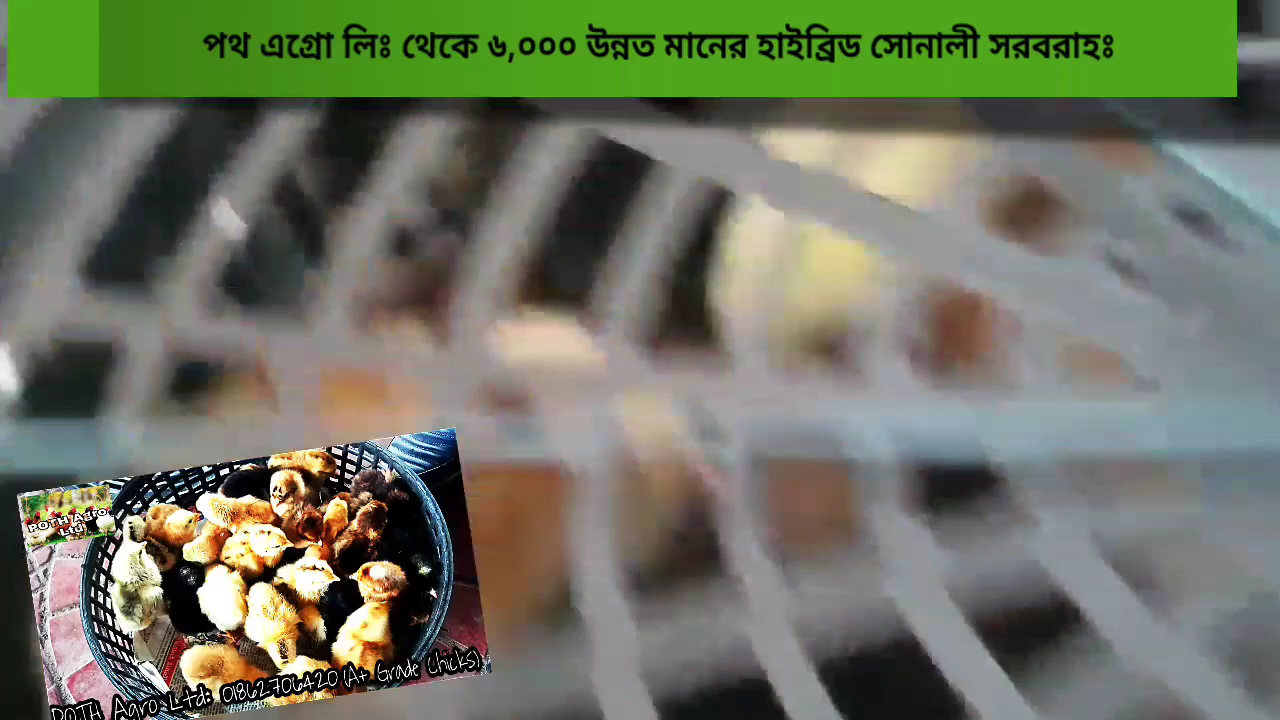 পথ এগ্রো লিঃ থেকে ৬,০০০ উন্নত মানের হাইব্রিড সোনালী সরবরাহঃ
POTH Agro
Ltd
POTH Agro Ltd: 01862706420 (A+ Grade Chicks)